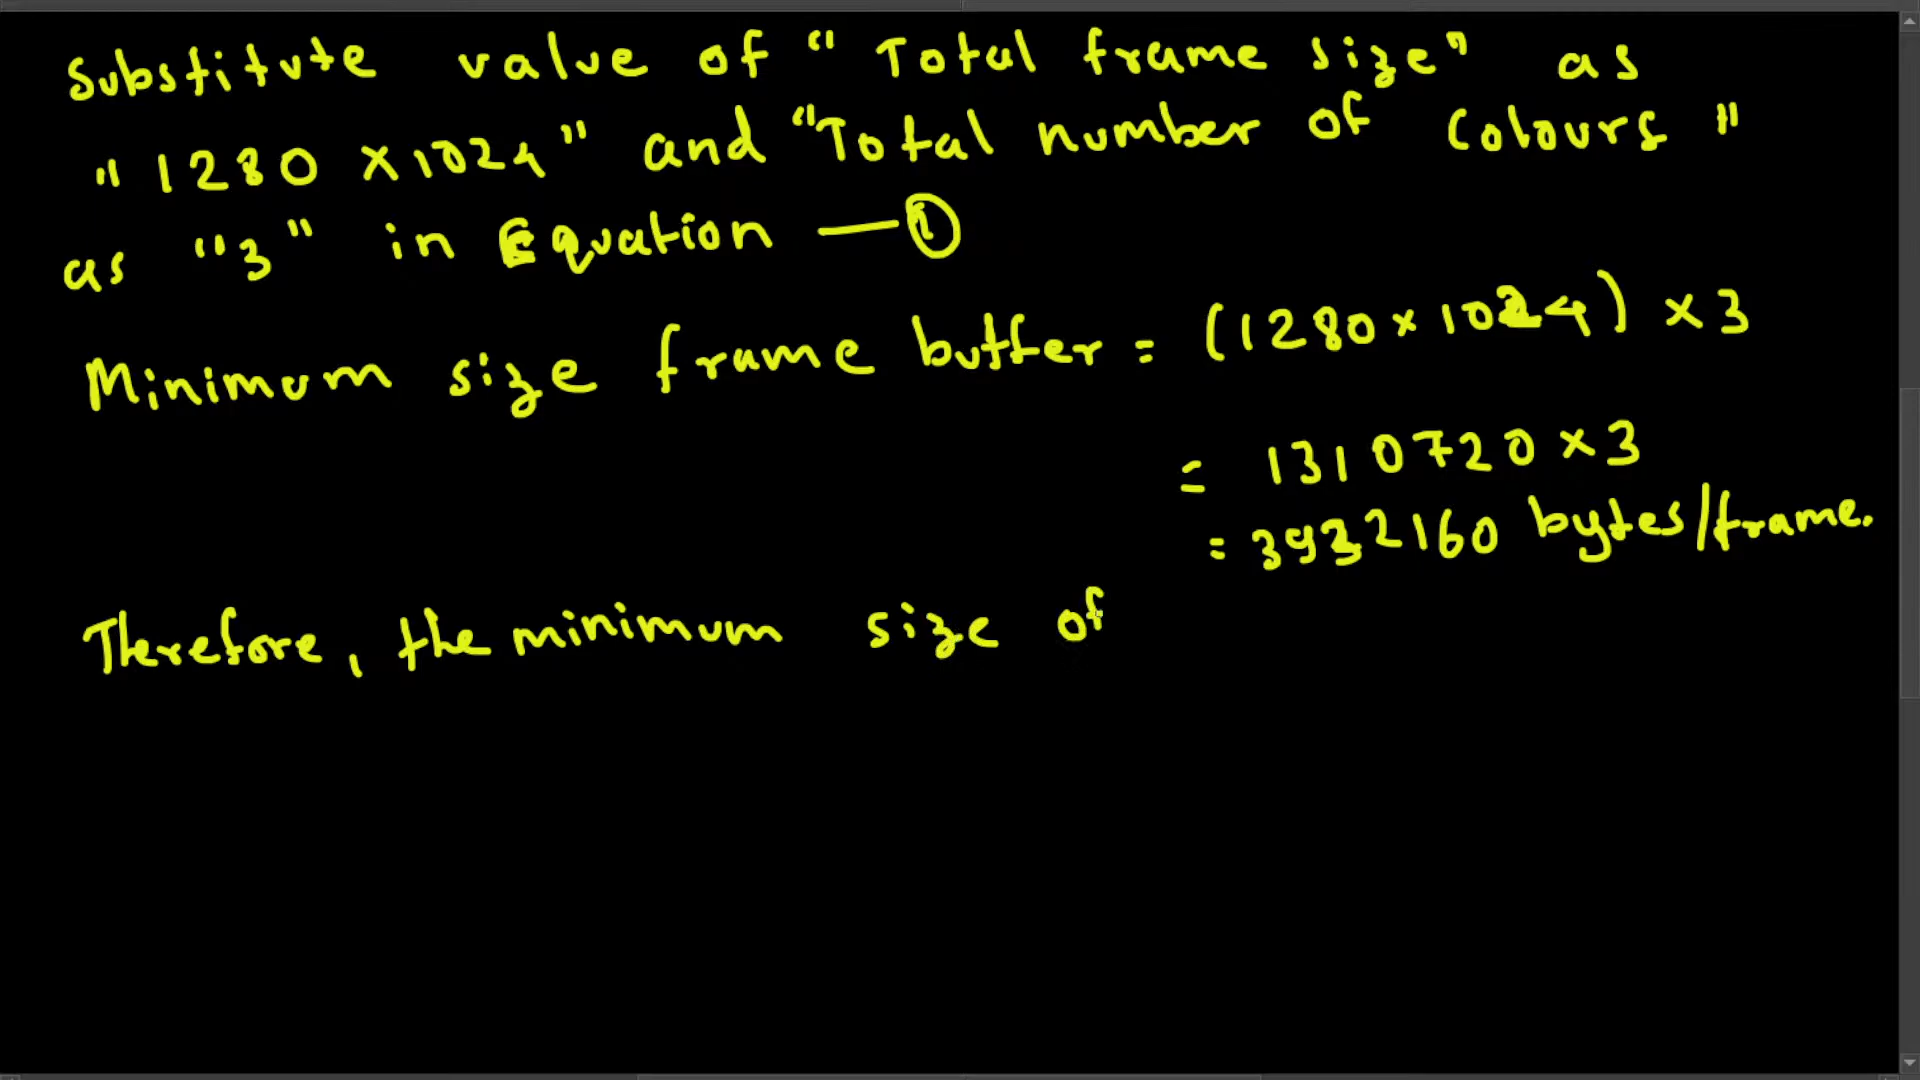 Substitute value of "Total frame size" as
"1280 × 1024" and "Total number of Colours"
as "3" in Equation — ①
Minimum size frame buffer = (1280 × 1024) × 3
= 1310720 × 3
= 3932160 bytes/frame.
Therefore, the minimum size of